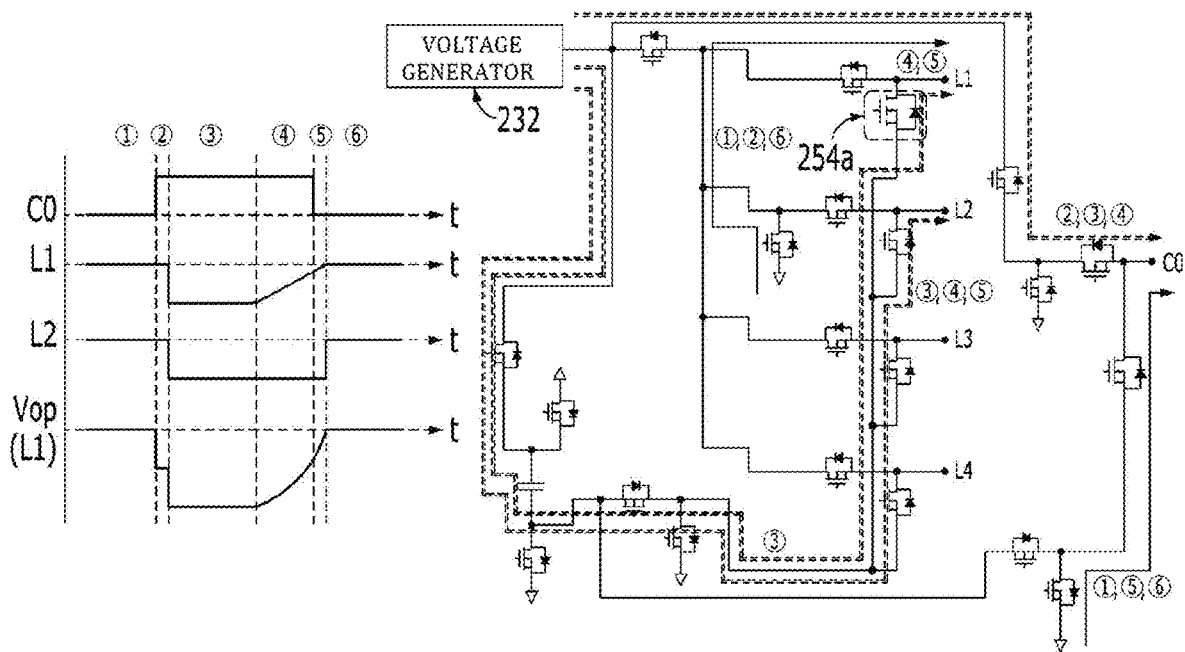 VOLTAGE
GENERATOR
232
① ② ③ ④ ⑤ ⑥
C0
t
L1
t
L2
t
Vop
(L1)
t
④, ⑤
L1
254a
①, ②, ⑥
L2
②, ③, ④
C0
③, ④, ⑤
L3
L4
③
①, ⑤, ⑥